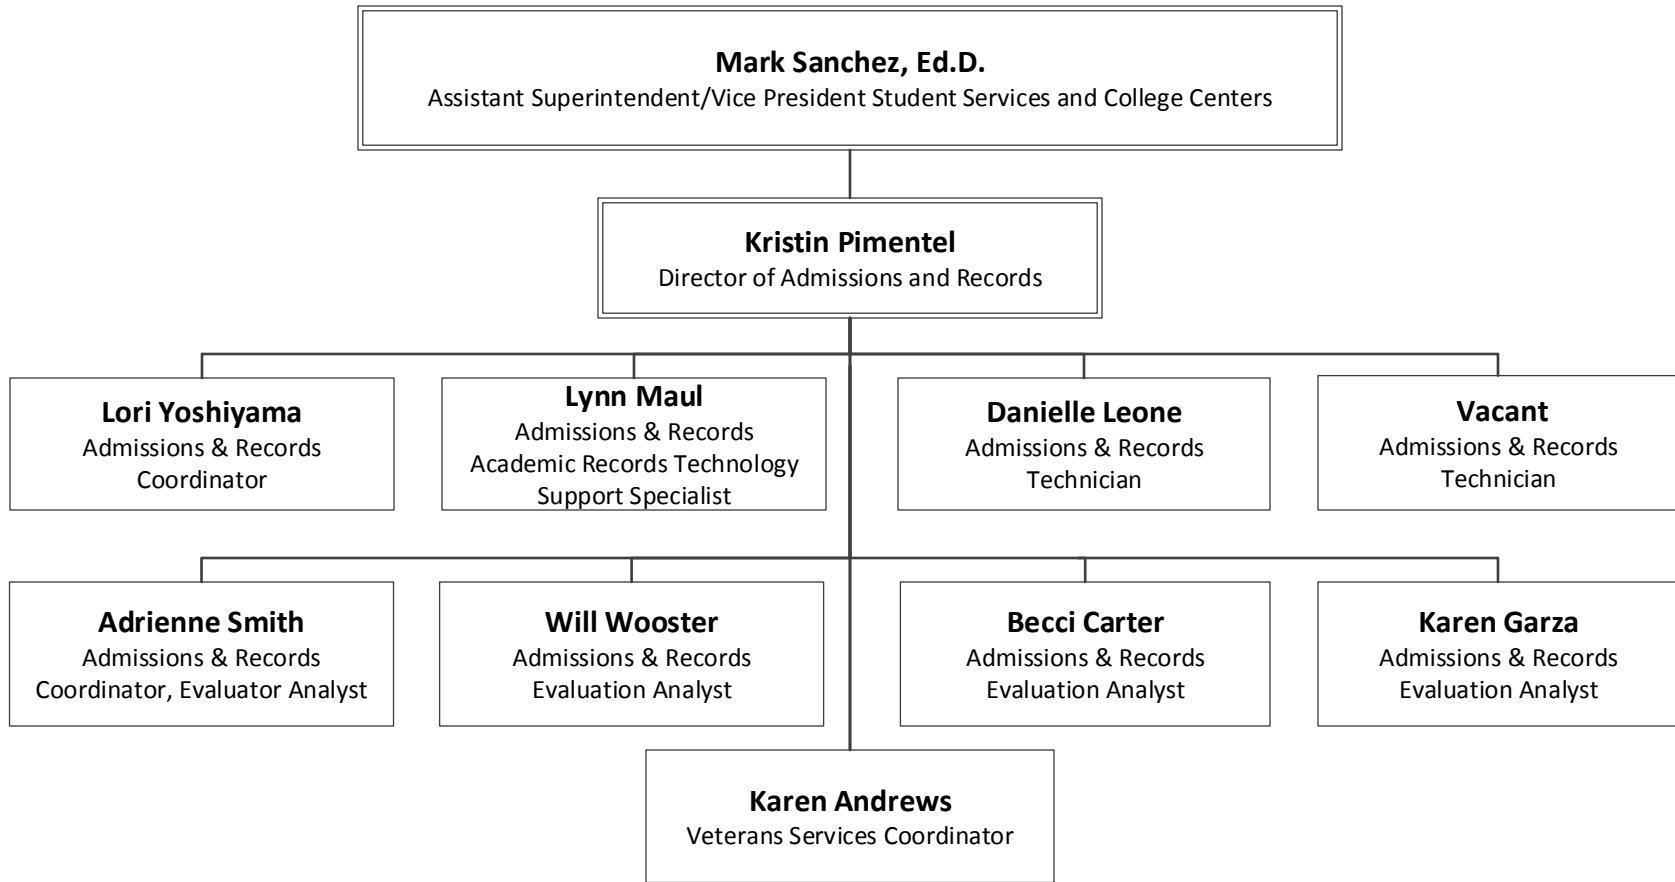 Mark Sanchez, Ed.D.
Assistant Superintendent/Vice President Student Services and College Centers
Kristin Pimentel
Director of Admissions and Records
Lori Yoshiyama
Admissions & Records
Coordinator
Lynn Maul
Admissions & Records
Academic Records Technology
Support Specialist
Danielle Leone
Admissions & Records
Technician
Vacant
Admissions & Records
Technician
Adrienne Smith
Admissions & Records
Coordinator, Evaluator Analyst
Will Wooster
Admissions & Records
Evaluation Analyst
Becci Carter
Admissions & Records
Evaluation Analyst
Karen Garza
Admissions & Records
Evaluation Analyst
Karen Andrews
Veterans Services Coordinator